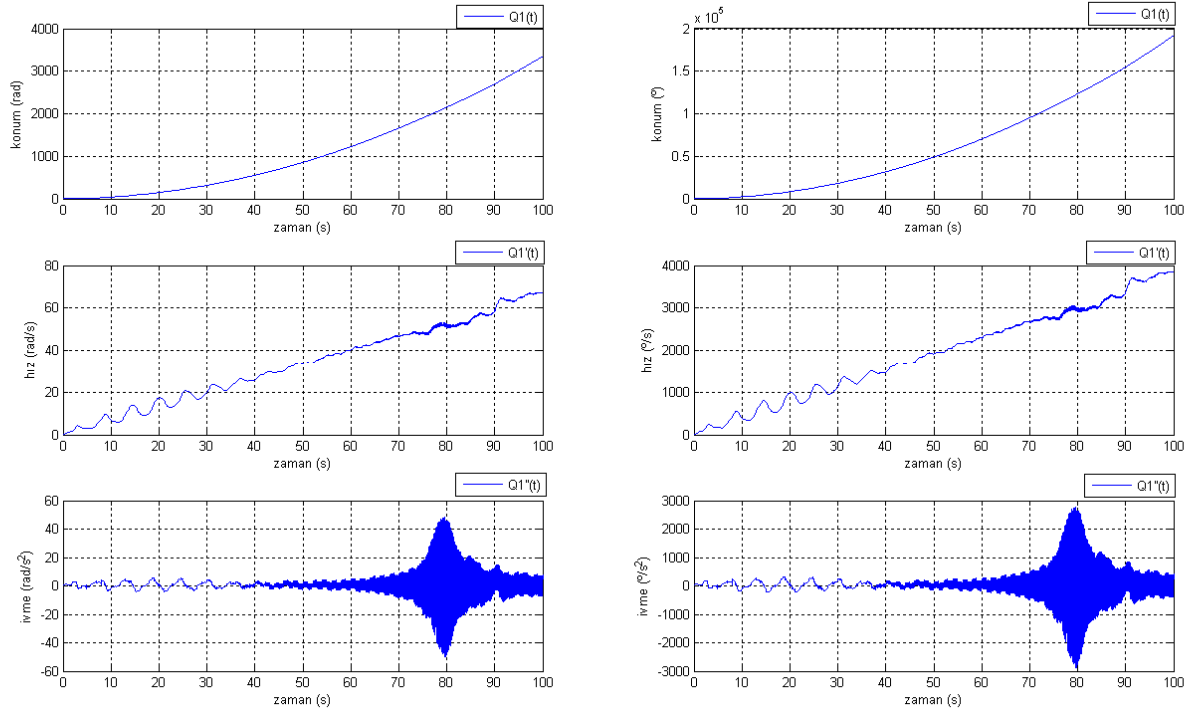 Q1(t)
4000
3000
2000
1000
0
konum (rad)
0 10 20 30 40 50 60 70 80 90 100
zaman (s)
x 10^5
Q1(t)
2
1.5
1
0.5
0
konum (º)
0 10 20 30 40 50 60 70 80 90 100
zaman (s)
Q1'(t)
80
60
40
20
0
hız (rad/s)
0 10 20 30 40 50 60 70 80 90 100
zaman (s)
Q1'(t)
4000
3000
2000
1000
0
hız (º/s)
0 10 20 30 40 50 60 70 80 90 100
zaman (s)
Q1''(t)
60
40
20
0
-20
-40
-60
ivme (rad/s²)
0 10 20 30 40 50 60 70 80 90 100
zaman (s)
Q1''(t)
3000
2000
1000
0
-1000
-2000
-3000
ivme (º/s²)
0 10 20 30 40 50 60 70 80 90 100
zaman (s)